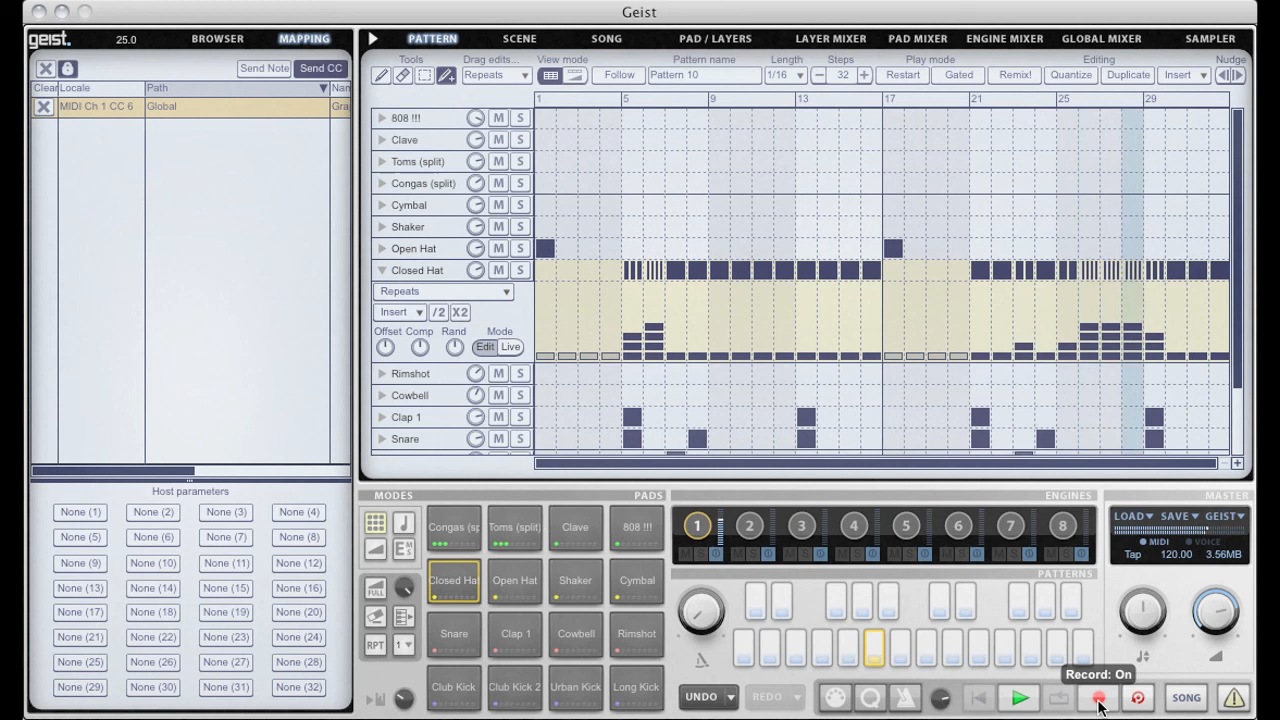 Geist
geist. 25.0 BROWSER MAPPING
PATTERN SCENE SONG PAD / LAYERS LAYER MIXER PAD MIXER ENGINE MIXER GLOBAL MIXER SAMPLER
Send Note Send CC
Clear Locale Path Nan
MIDI Ch 1 CC 6 Global Gra
Tools Drag edits... View mode Pattern name Length Steps Play mode Editing Nudge
Repeats Follow Pattern 10 1/16 32 Restart Gated Remix! Quantize Duplicate Insert
1 5 9 13 17 21 25 29
808 !!! M S
Clave M S
Toms (split) M S
Congas (split) M S
Cymbal M S
Shaker M S
Open Hat M S
Closed Hat M S
Repeats
Insert /2 X2
Offset Comp Rand Mode
Edit Live
Rimshot M S
Cowbell M S
Clap 1 M S
Snare M S
Host parameters
None (1) None (2) None (3) None (4)
None (5) None (6) None (7) None (8)
None (9) None (10) None (11) None (12)
None (13) None (14) None (15) None (16)
None (17) None (18) None (19) None (20)
None (21) None (22) None (23) None (24)
None (25) None (26) None (27) None (28)
None (29) None (30) None (31) None (32)
MODES PADS ENGINES MASTER
Congas (sp Toms (split) Clave 808 !!!
Closed Hat Open Hat Shaker Cymbal
Snare Clap 1 Cowbell Rimshot
Club Kick Club Kick 2 Urban Kick Long Kick
E M S
FULL
RPT 1
1 2 3 4 5 6 7 8
M S M S M S M S M S M S M S M S
LOAD SAVE GEIST
MIDI VOICE
Tap 120.00 3.56MB
PATTERNS
Record: On
UNDO REDO SONG